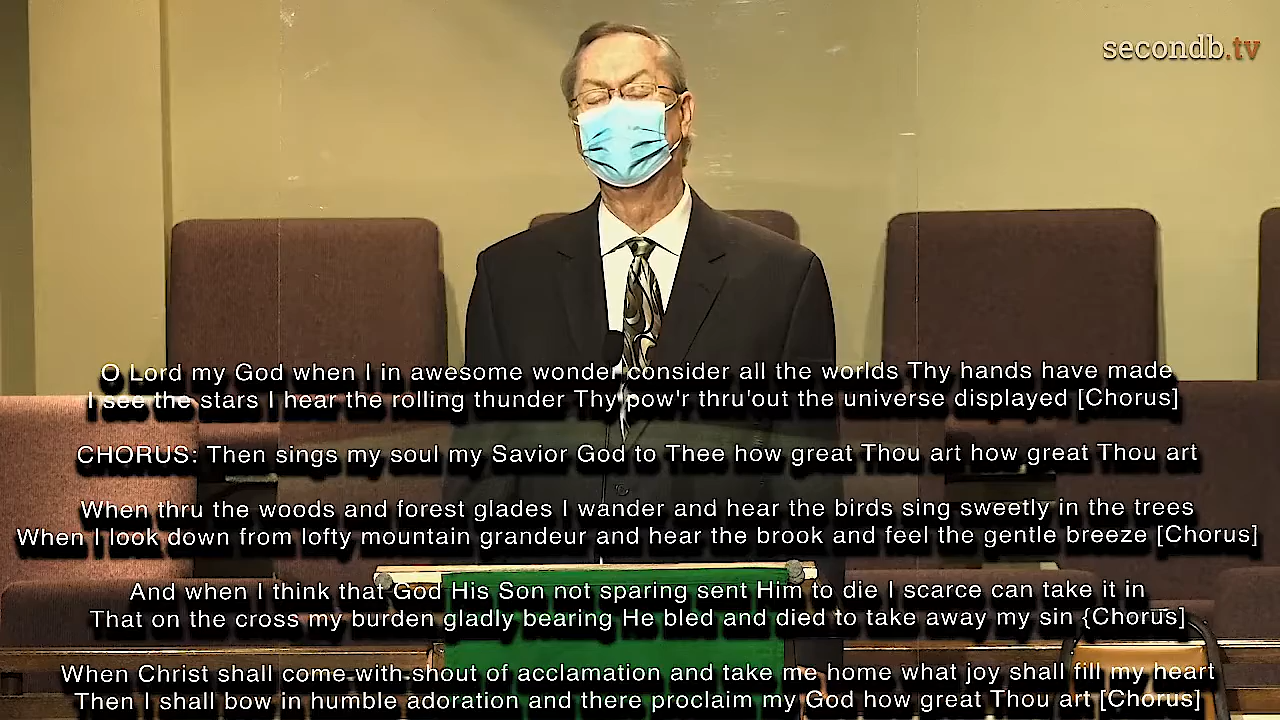 secondb.tv
O Lord my God when I in awesome wonder consider all the worlds Thy hands have made
I see the stars I hear the rolling thunder Thy pow'r thru'out the universe displayed [Chorus]
CHORUS: Then sings my soul my Savior God to Thee how great Thou art how great Thou art
When thru the woods and forest glades I wander and hear the birds sing sweetly in the trees
When I look down from lofty mountain grandeur and hear the brook and feel the gentle breeze [Chorus]
And when I think that God His Son not sparing sent Him to die I scarce can take it in
That on the cross my burden gladly bearing He bled and died to take away my sin {Chorus]
When Christ shall come with shout of acclamation and take me home what joy shall fill my heart
Then I shall bow in humble adoration and there proclaim my God how great Thou art [Chorus]